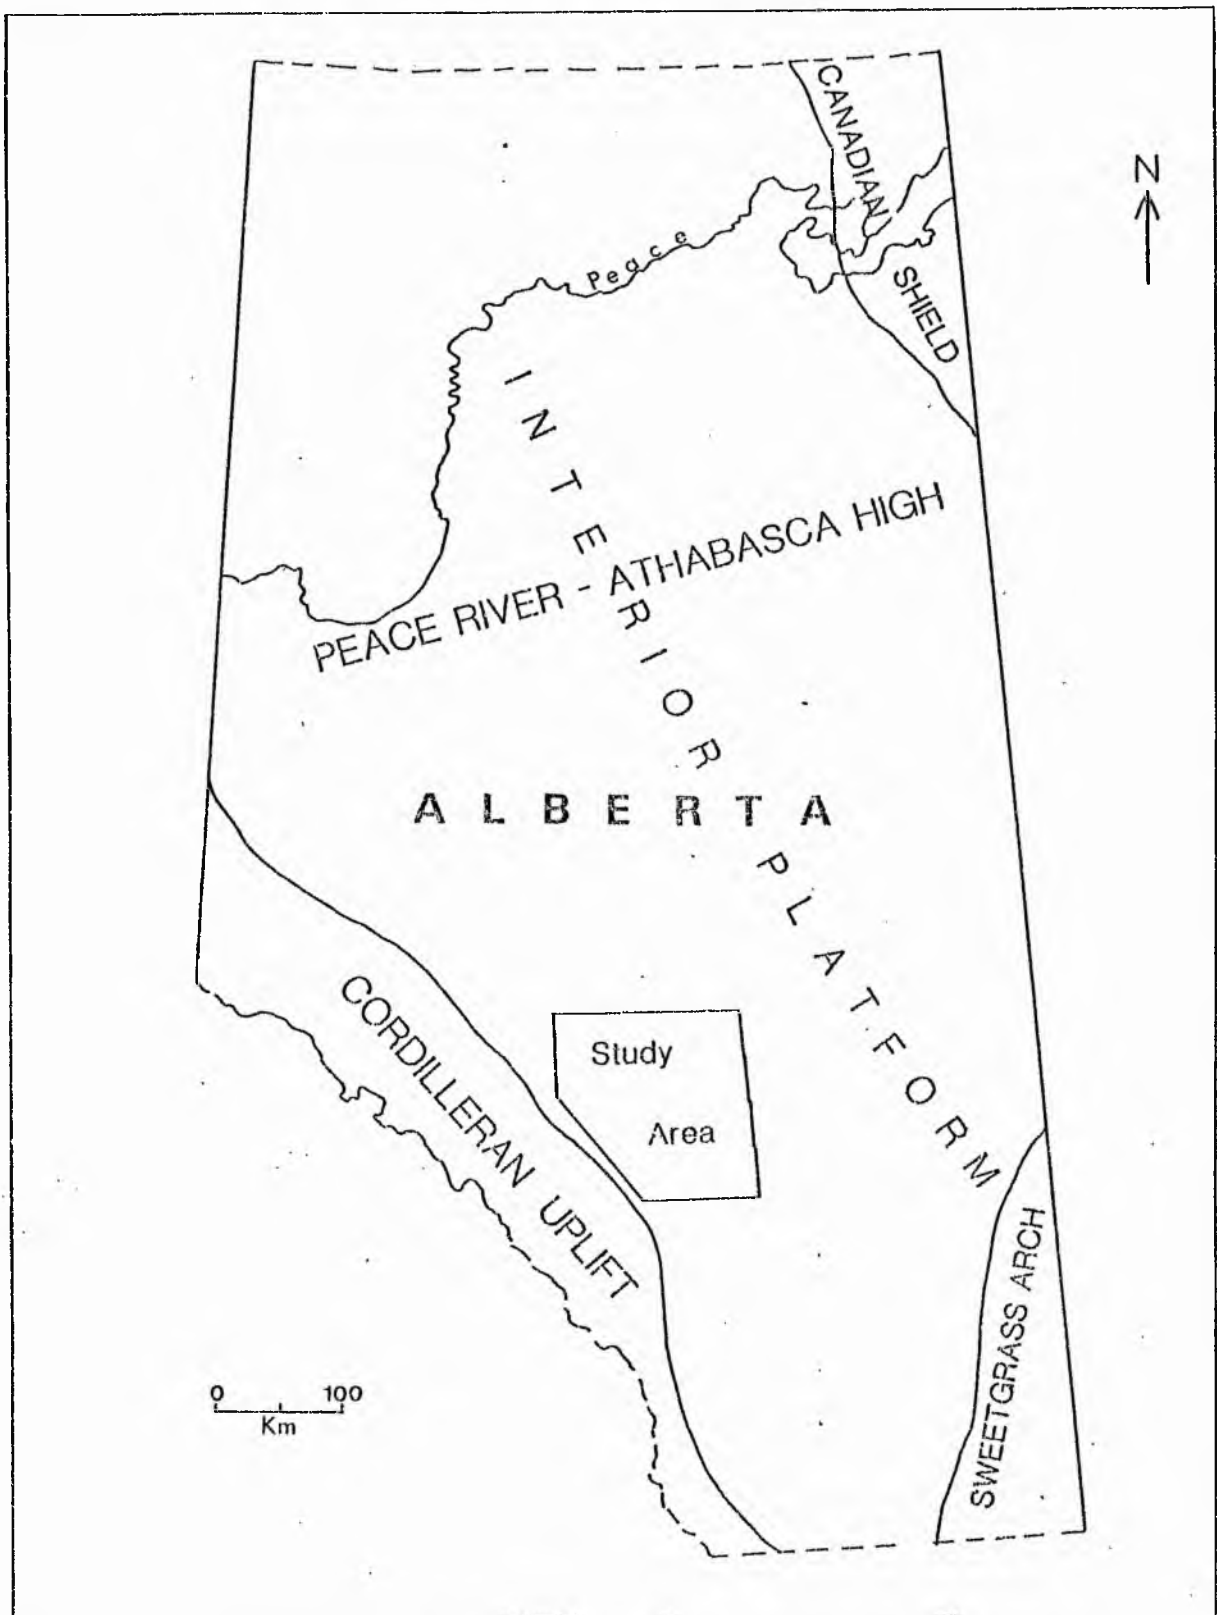 CANADIAN
SHIELD
N
Peace
INTERIOR PLATFORM
PEACE RIVER - ATHABASCA HIGH
ALBERTA
Study
Area
CORDILLERAN UPLIFT
SWEETGRASS ARCH
0 100
Km